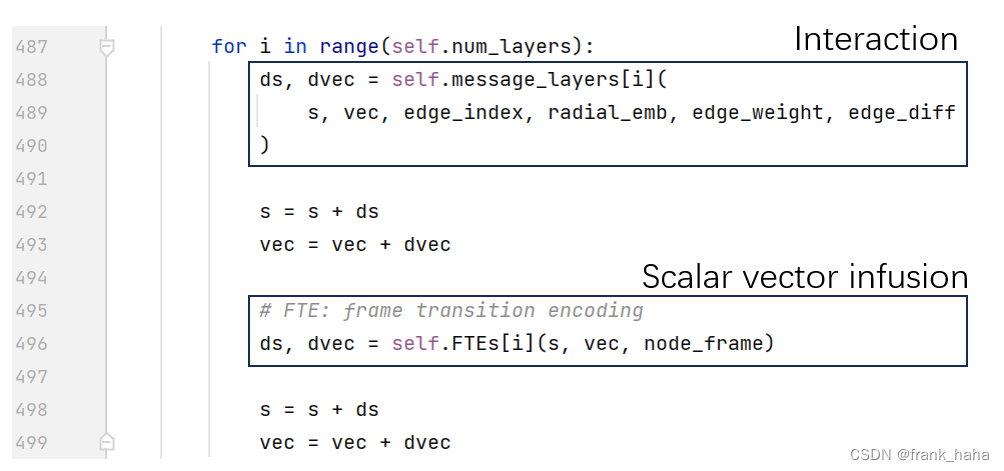 Interaction
487 for i in range(self.num_layers):
488 ds, dvec = self.message_layers[i](
489 s, vec, edge_index, radial_emb, edge_weight, edge_diff
490 )
491
492 s = s + ds
493 vec = vec + dvec
494
Scalar vector infusion
495 # FTE: frame transition encoding
496 ds, dvec = self.FTEs[i](s, vec, node_frame)
497
498 s = s + ds
499 vec = vec + dvec
CSDN @frank_haha